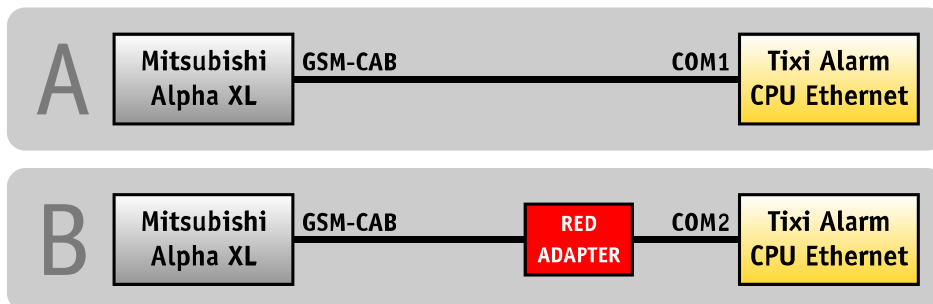 A
Mitsubishi
Alpha XL
GSM-CAB
COM1
Tixi Alarm
CPU Ethernet
B
Mitsubishi
Alpha XL
GSM-CAB
RED
ADAPTER
COM2
Tixi Alarm
CPU Ethernet